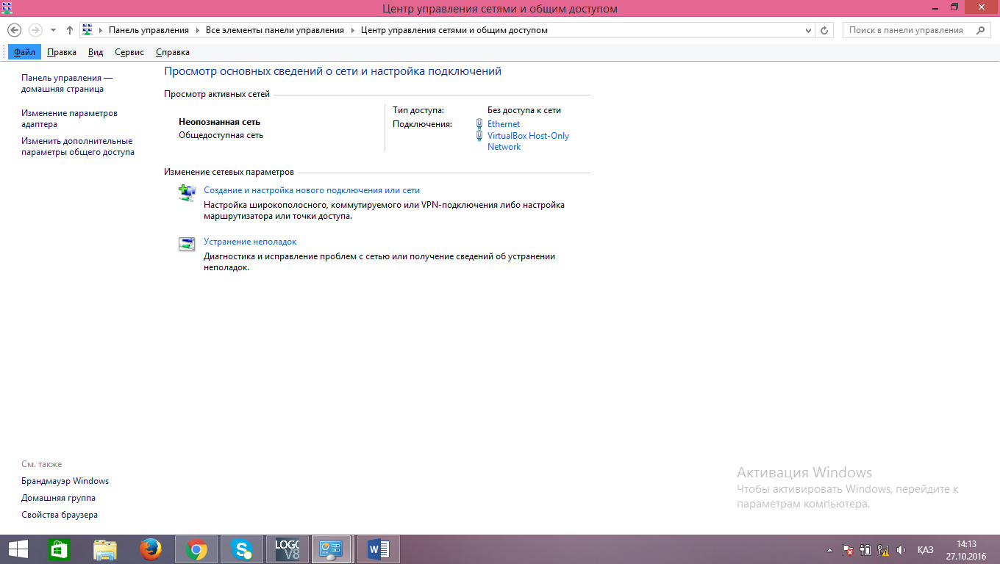 Центр управления сетями и общим доступом
Панель управления
Все элементы панели управления
Центр управления сетями и общим доступом
Поиск в панели управления
Файл
Правка
Вид
Сервис
Справка
Панель управления —
домашняя страница
Изменение параметров
адаптера
Изменить дополнительные
параметры общего доступа
Просмотр основных сведений о сети и настройка подключений
Просмотр активных сетей
Неопознанная сеть
Общедоступная сеть
Тип доступа: Без доступа к сети
Подключения: Ethernet
VirtualBox Host-Only
Network
Изменение сетевых параметров
Создание и настройка нового подключения или сети
Настройка широкополосного, коммутируемого или VPN-подключения либо настройка
маршрутизатора или точки доступа.
Устранение неполадок
Диагностика и исправление проблем с сетью или получение сведений об устранении
неполадок.
См. также
Брандмауэр Windows
Домашняя группа
Свойства браузера
Активация Windows
Чтобы активировать Windows, перейдите к
параметрам компьютера.
LOGO
V8
ҚАЗ
14:13
27.10.2016